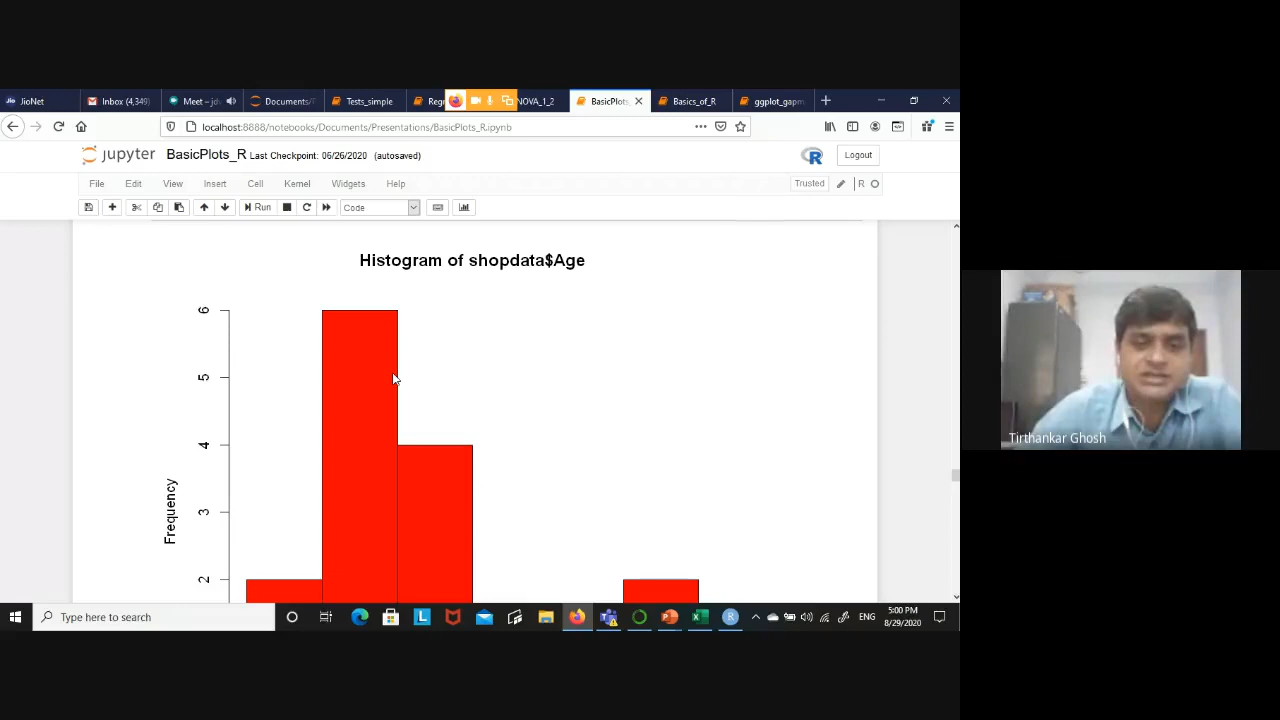 JioNet
Inbox (4,349)
Meet – jd
Documents/
Tests_simple
Reg
NOVA_1_2
BasicPlots_
Basics_of_R
ggplot_gapm
localhost:8888/notebooks/Documents/Presentations/BasicPlots_R.ipynb
jupyter BasicPlots_R Last Checkpoint: 06/26/2020 (autosaved)
R
Logout
File Edit View Insert Cell Kernel Widgets Help
Trusted
R
Run
Code
Histogram of shopdata$Age
6
5
4
3
2
Frequency
Tirthankar Ghosh
Type here to search
L
R
ENG
5:00 PM
8/29/2020